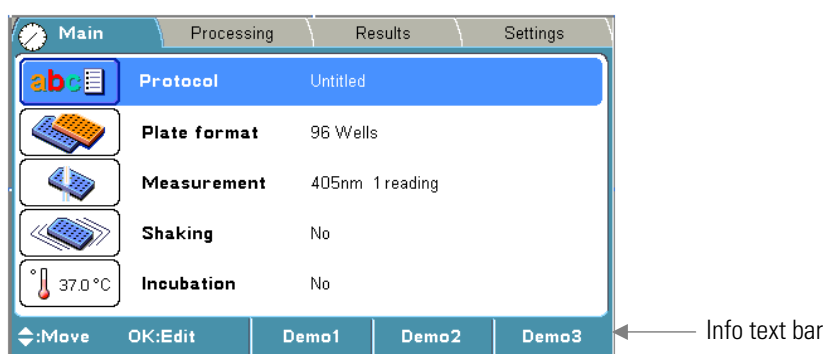 Main Processing Results Settings
abc Protocol Untitled
Plate format 96 Wells
Measurement 405nm 1 reading
Shaking No
37.0 °C Incubation No
:Move OK:Edit Demo1 Demo2 Demo3 Info text bar